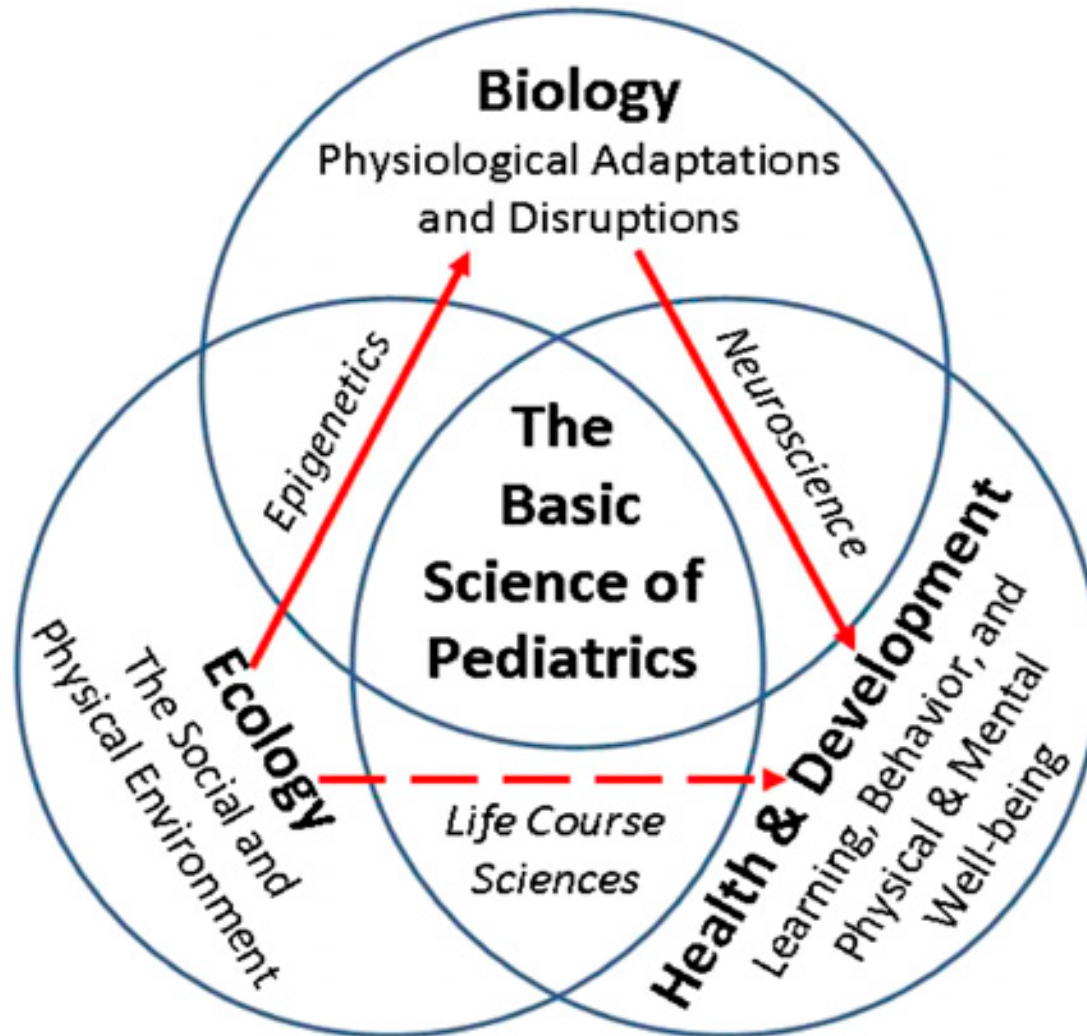 Biology
Physiological Adaptations
and Disruptions
Epigenetics
Neuroscience
The
Basic
Science of
Pediatrics
Ecology
The Social and
Physical Environment
Life Course
Sciences
Health & Development
Learning, Behavior, and
Physical & Mental
Well-being